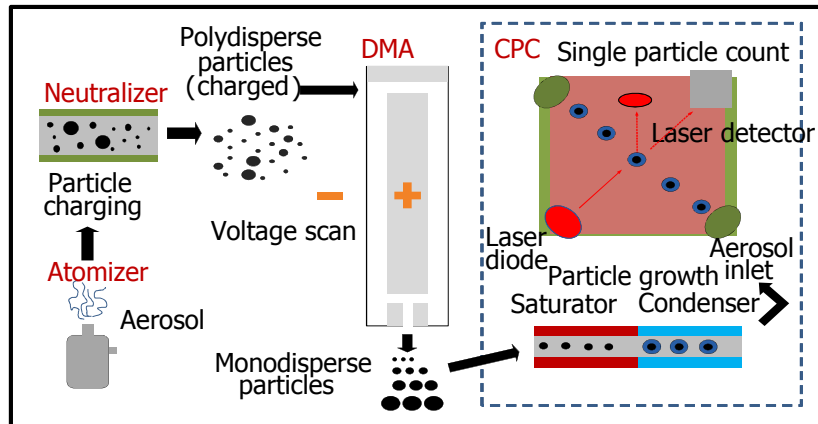 Polydisperse
particles
(charged)
DMA
CPC
Single particle count
Neutralizer
Laser detector
Particle
charging
Voltage scan
Laser
diode
Aerosol
inlet
Atomizer
Aerosol
Particle growth
Saturator
Condenser
Monodisperse
particles